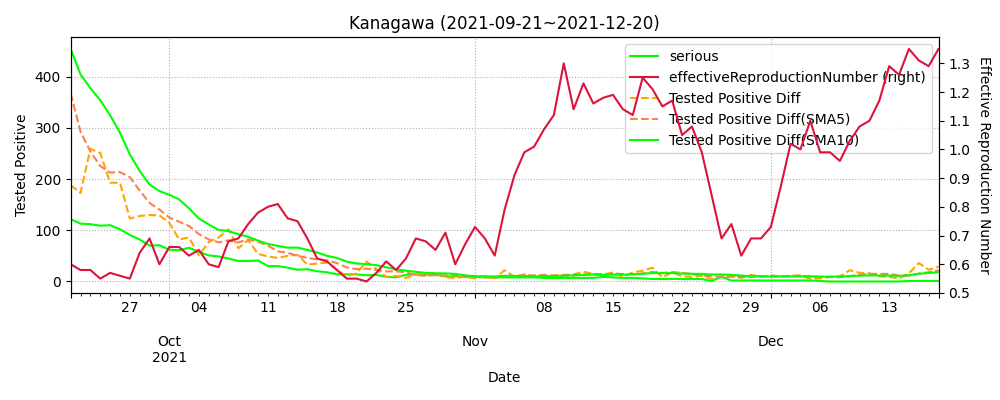 Kanagawa (2021-09-21~2021-12-20)
serious
effectiveReproductionNumber (right)
Tested Positive Diff
Tested Positive Diff(SMA5)
Tested Positive Diff(SMA10)
Tested Positive
400
300
200
100
0
Effective Reproduction Number
1.3
1.2
1.1
1.0
0.9
0.8
0.7
0.6
0.5
27 04 11 18 25 08 15 22 29 06 13
Oct Nov Dec
2021
Date